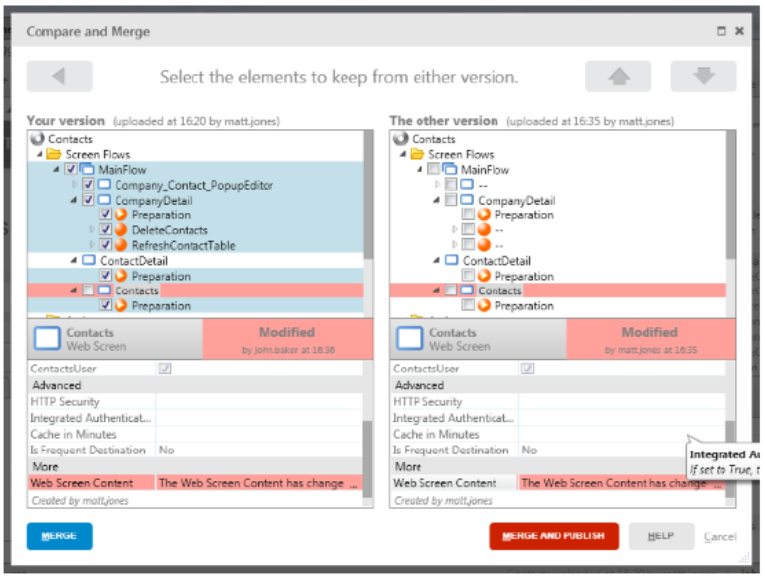 Compare and Merge
Select the elements to keep from either version.
Your version (uploaded at 16:20 by matt.jones)
Contacts
Screen Flows
MainFlow
Company_Contact_PopupEditor
CompanyDetail
Preparation
DeleteContacts
RefreshContactTable
ContactDetail
Preparation
Contacts
Preparation
Contacts
Web Screen
Modified
by john.baker at 16:36
ContactsUser
Advanced
HTTP Security
Integrated Authenticat...
Cache in Minutes
Is Frequent Destination No
More
Web Screen Content The Web Screen Content has change ...
Created by matt.jones
The other version (uploaded at 16:35 by matt.jones)
Contacts
Screen Flows
MainFlow
--
CompanyDetail
Preparation
--
--
ContactDetail
Preparation
Contacts
Preparation
Contacts
Web Screen
Modified
by matt.jones at 16:35
ContactsUser
Advanced
HTTP Security
Integrated Authenticat...
Cache in Minutes
Is Frequent Destination No
More
Web Screen Content The Web Screen Content has change ...
Created by matt.jones
Integrated Au
If set to True, t
MERGE
MERGE AND PUBLISH
HELP
Cancel